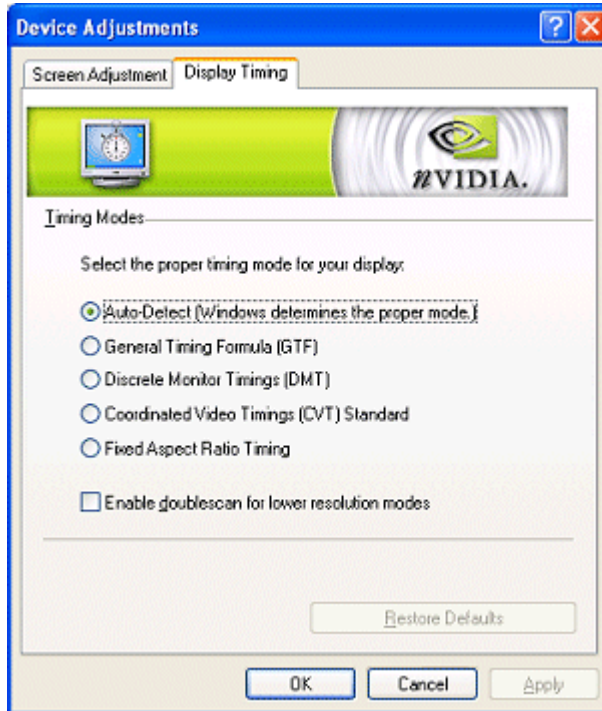 Device Adjustments
?
Screen Adjustment
Display Timing
nVIDIA.
Timing Modes
Select the proper timing mode for your display:
Auto-Detect (Windows determines the proper mode.)
General Timing Formula (GTF)
Discrete Monitor Timings (DMT)
Coordinated Video Timings (CVT) Standard
Fixed Aspect Ratio Timing
Enable doublescan for lower resolution modes
Restore Defaults
OK
Cancel
Apply